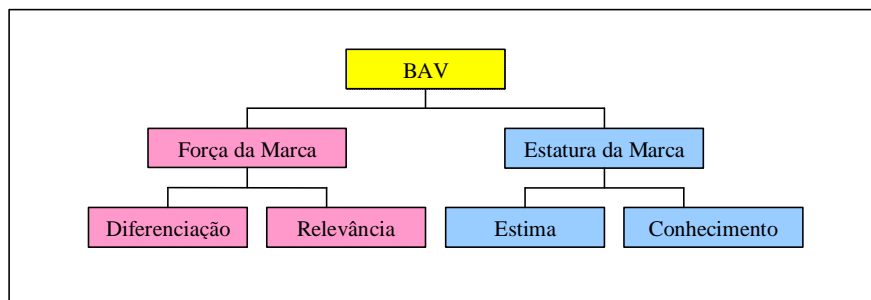 BAV
Força da Marca
Estatura da Marca
Diferenciação
Relevância
Estima
Conhecimento